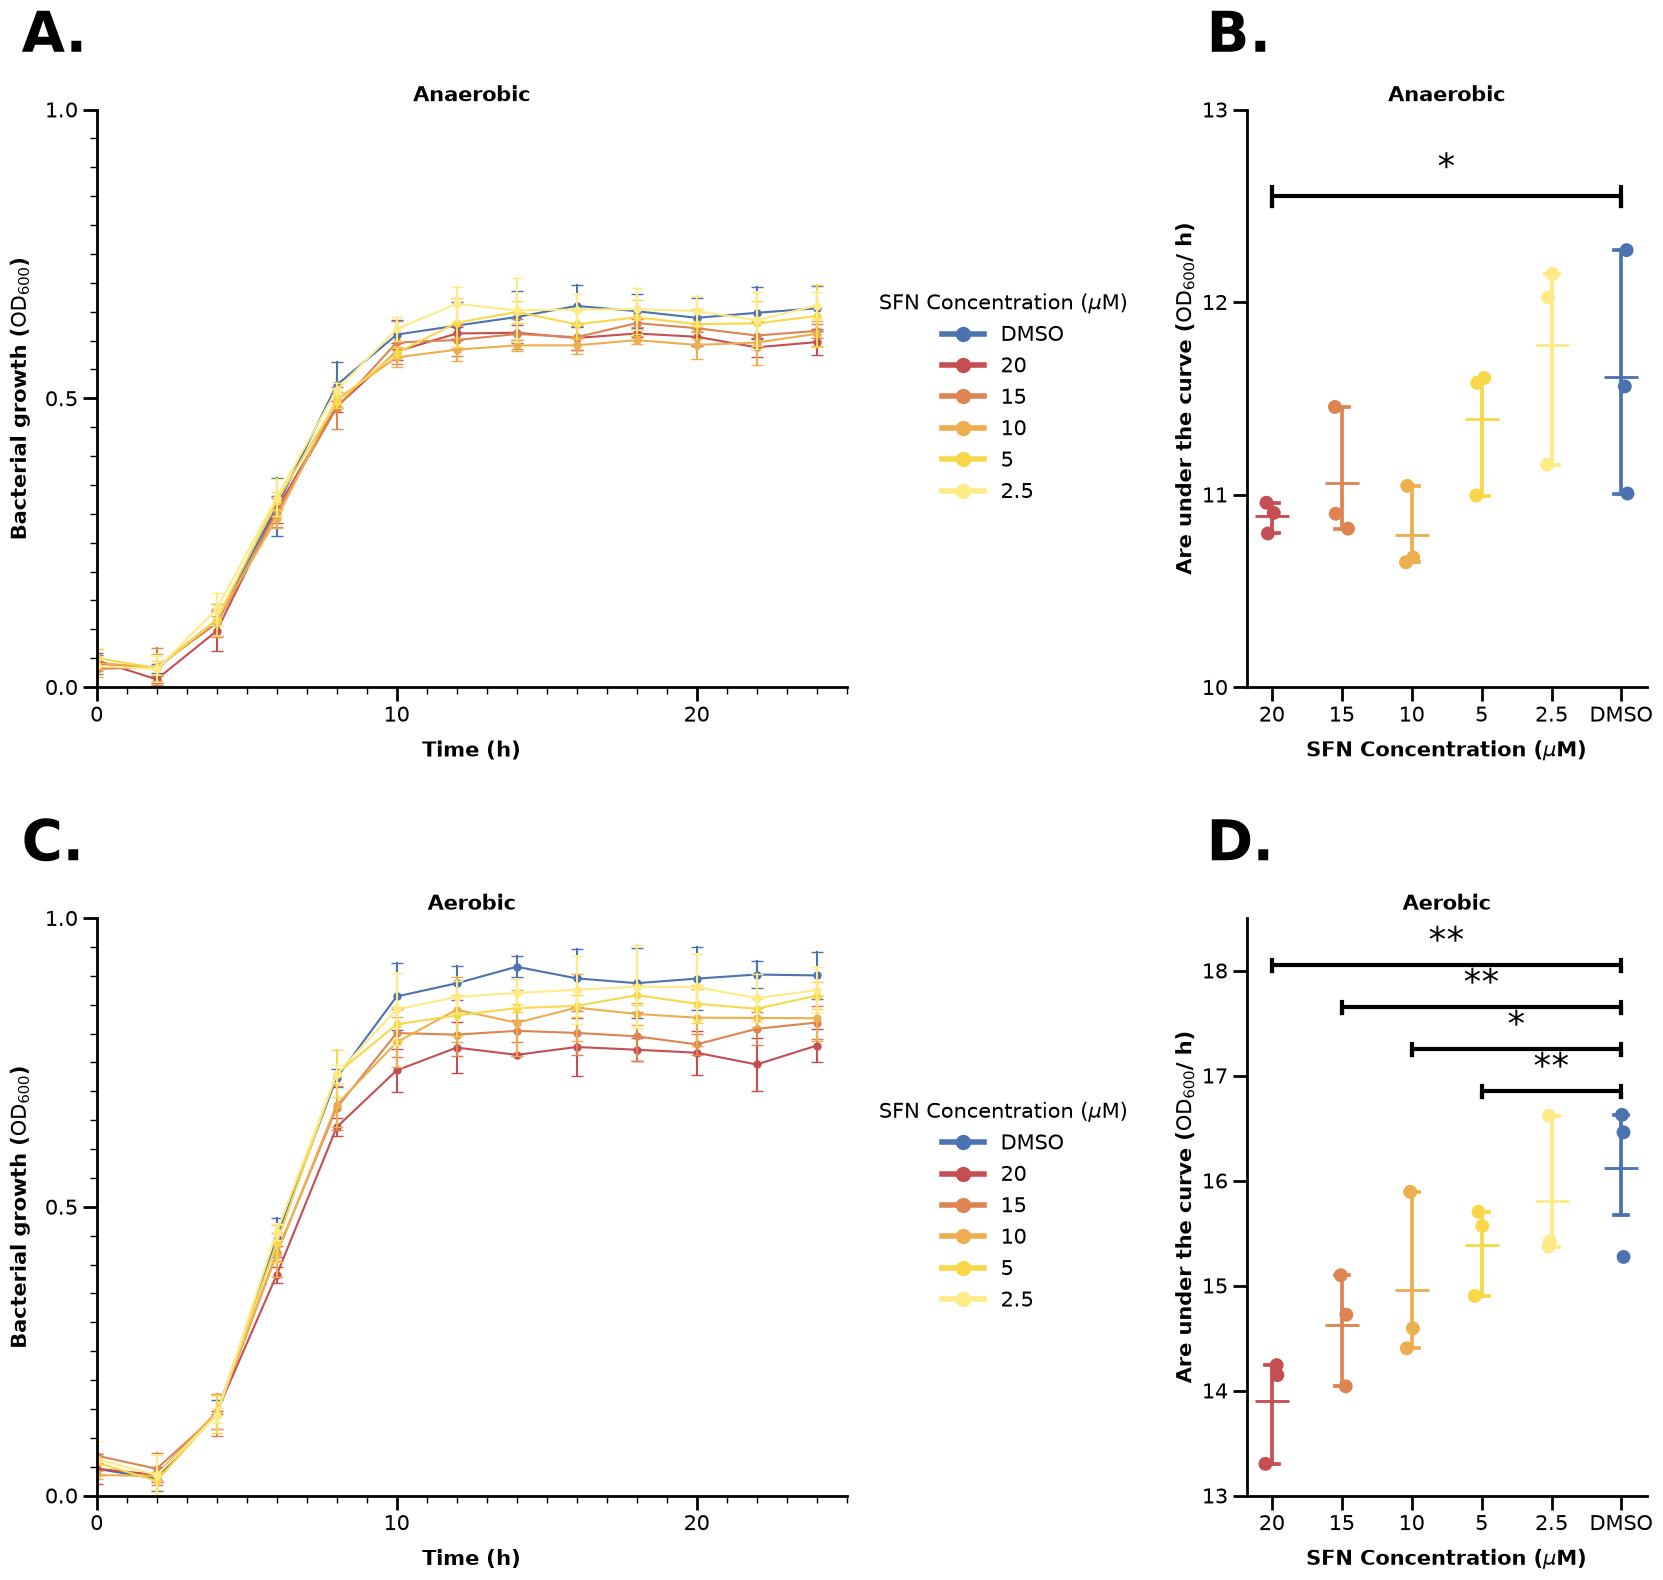 A.
Anaerobic
1.0
0.5
0.0
0
10
20
Bacterial growth (OD600)
Time (h)
SFN Concentration (μM)
DMSO
20
15
10
5
2.5
B.
Anaerobic
*
13
12
11
10
Are under the curve (OD600/ h)
20
15
10
5
2.5
DMSO
SFN Concentration (μM)
C.
Aerobic
1.0
0.5
0.0
0
10
20
Bacterial growth (OD600)
Time (h)
SFN Concentration (μM)
DMSO
20
15
10
5
2.5
D.
Aerobic
**
**
*
**
18
17
16
15
14
13
Are under the curve (OD600/ h)
20
15
10
5
2.5
DMSO
SFN Concentration (μM)